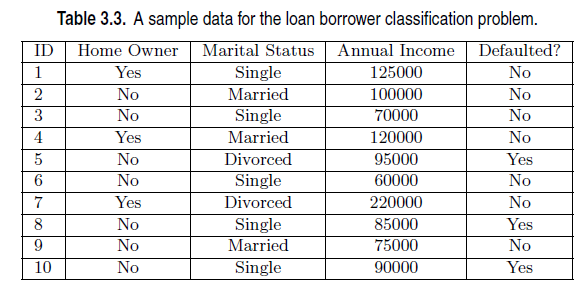 Table 3.3. A sample data for the loan borrower classification problem.
ID Home Owner Marital Status Annual Income Defaulted?
1 Yes Single 125000 No
2 No Married 100000 No
3 No Single 70000 No
4 Yes Married 120000 No
5 No Divorced 95000 Yes
6 No Single 60000 No
7 Yes Divorced 220000 No
8 No Single 85000 Yes
9 No Married 75000 No
10 No Single 90000 Yes